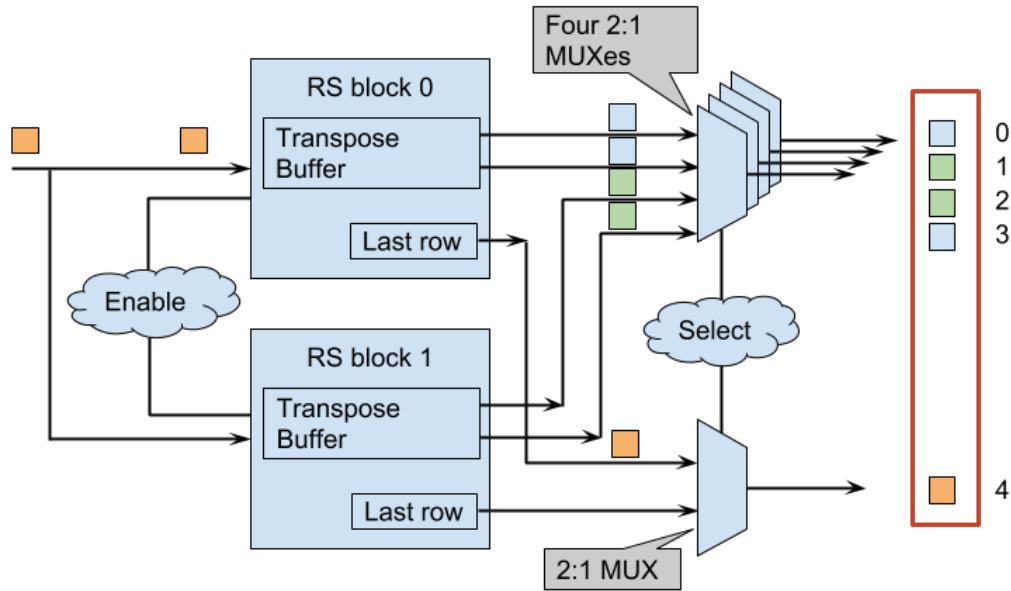 Four 2:1
MUXes
RS block 0
Transpose
Buffer
Last row
Enable
RS block 1
Transpose
Buffer
Last row
Select
2:1 MUX
0
1
2
3
4